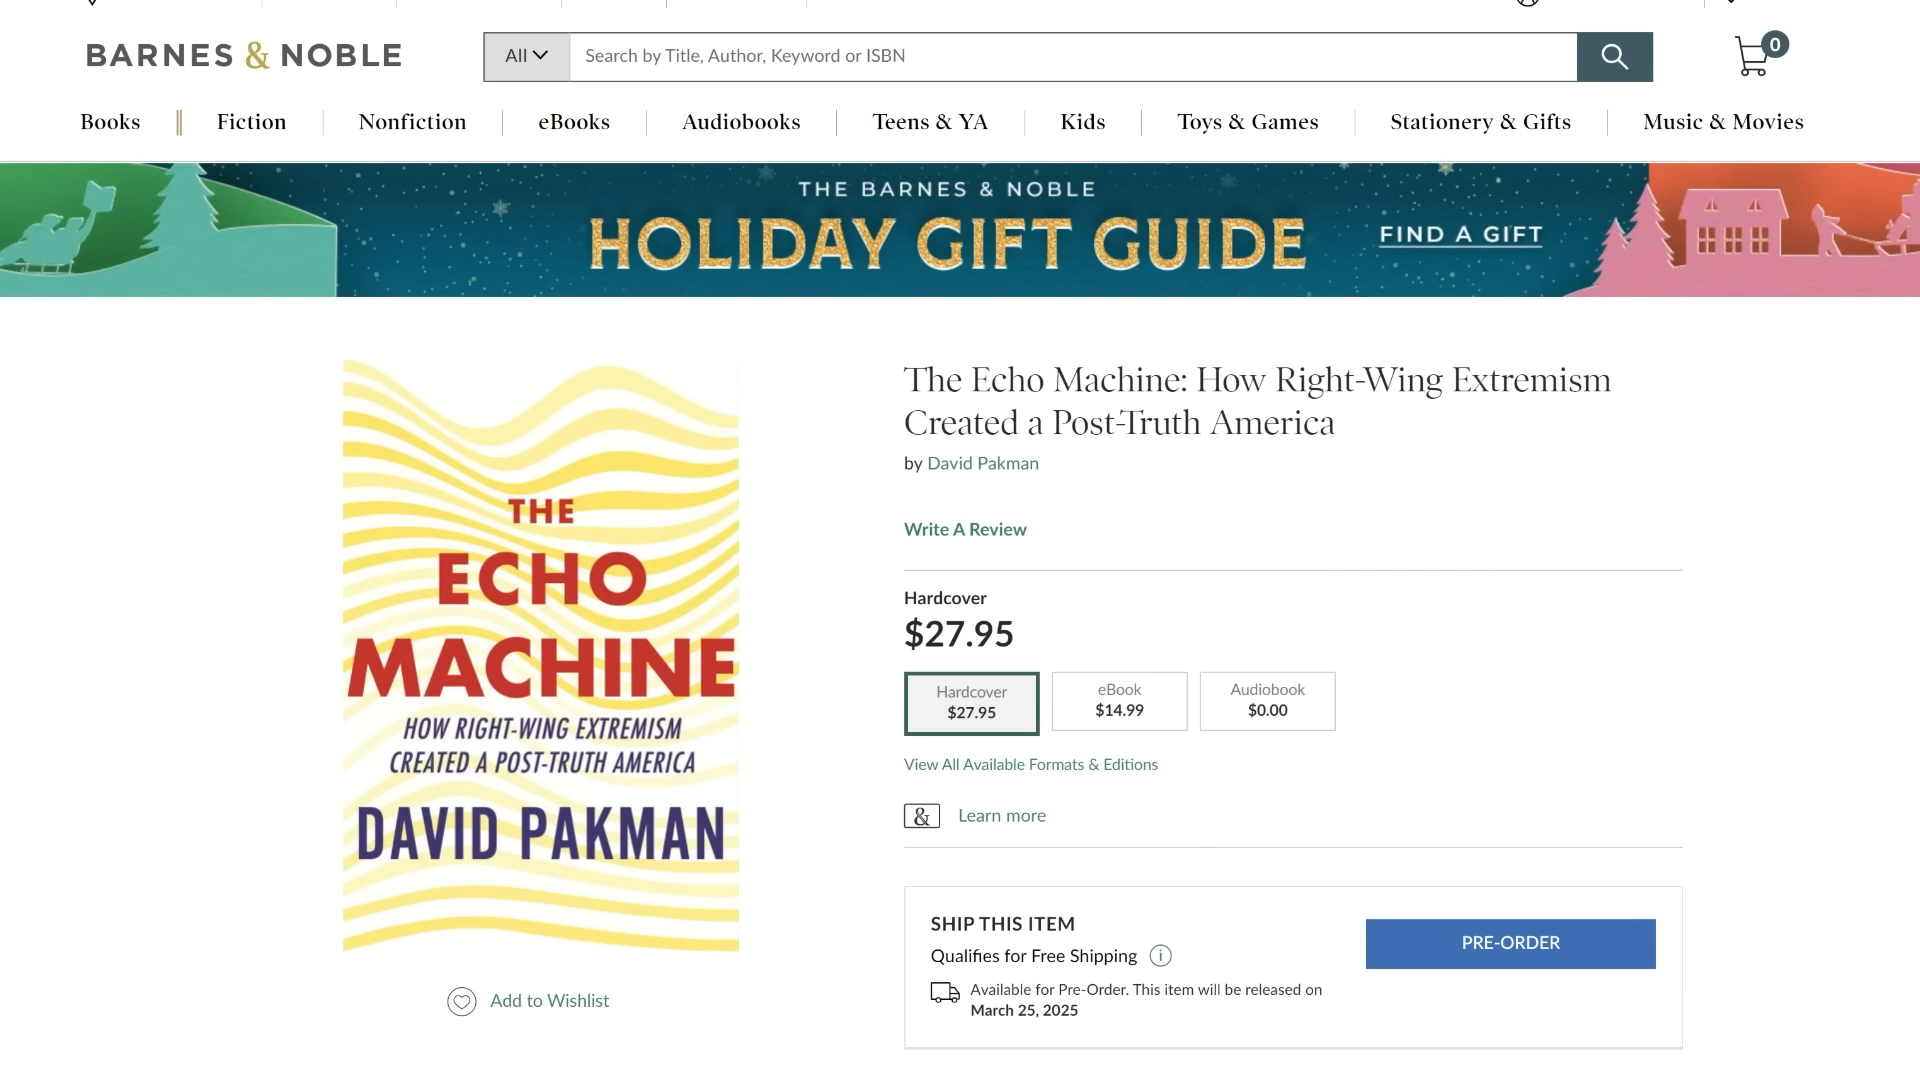 BARNES & NOBLE
All
Search by Title, Author, Keyword or ISBN
0
Books
Fiction
Nonfiction
eBooks
Audiobooks
Teens & YA
Kids
Toys & Games
Stationery & Gifts
Music & Movies
THE BARNES & NOBLE
HOLIDAY GIFT GUIDE
FIND A GIFT
THE
ECHO
MACHINE
HOW RIGHT-WING EXTREMISM
CREATED A POST-TRUTH AMERICA
DAVID PAKMAN
Add to Wishlist
The Echo Machine: How Right-Wing Extremism
Created a Post-Truth America
by David Pakman
Write A Review
Hardcover
$27.95
Hardcover
$27.95
eBook
$14.99
Audiobook
$0.00
View All Available Formats & Editions
& Learn more
SHIP THIS ITEM
Qualifies for Free Shipping
Available for Pre-Order. This item will be released on
March 25, 2025
PRE-ORDER